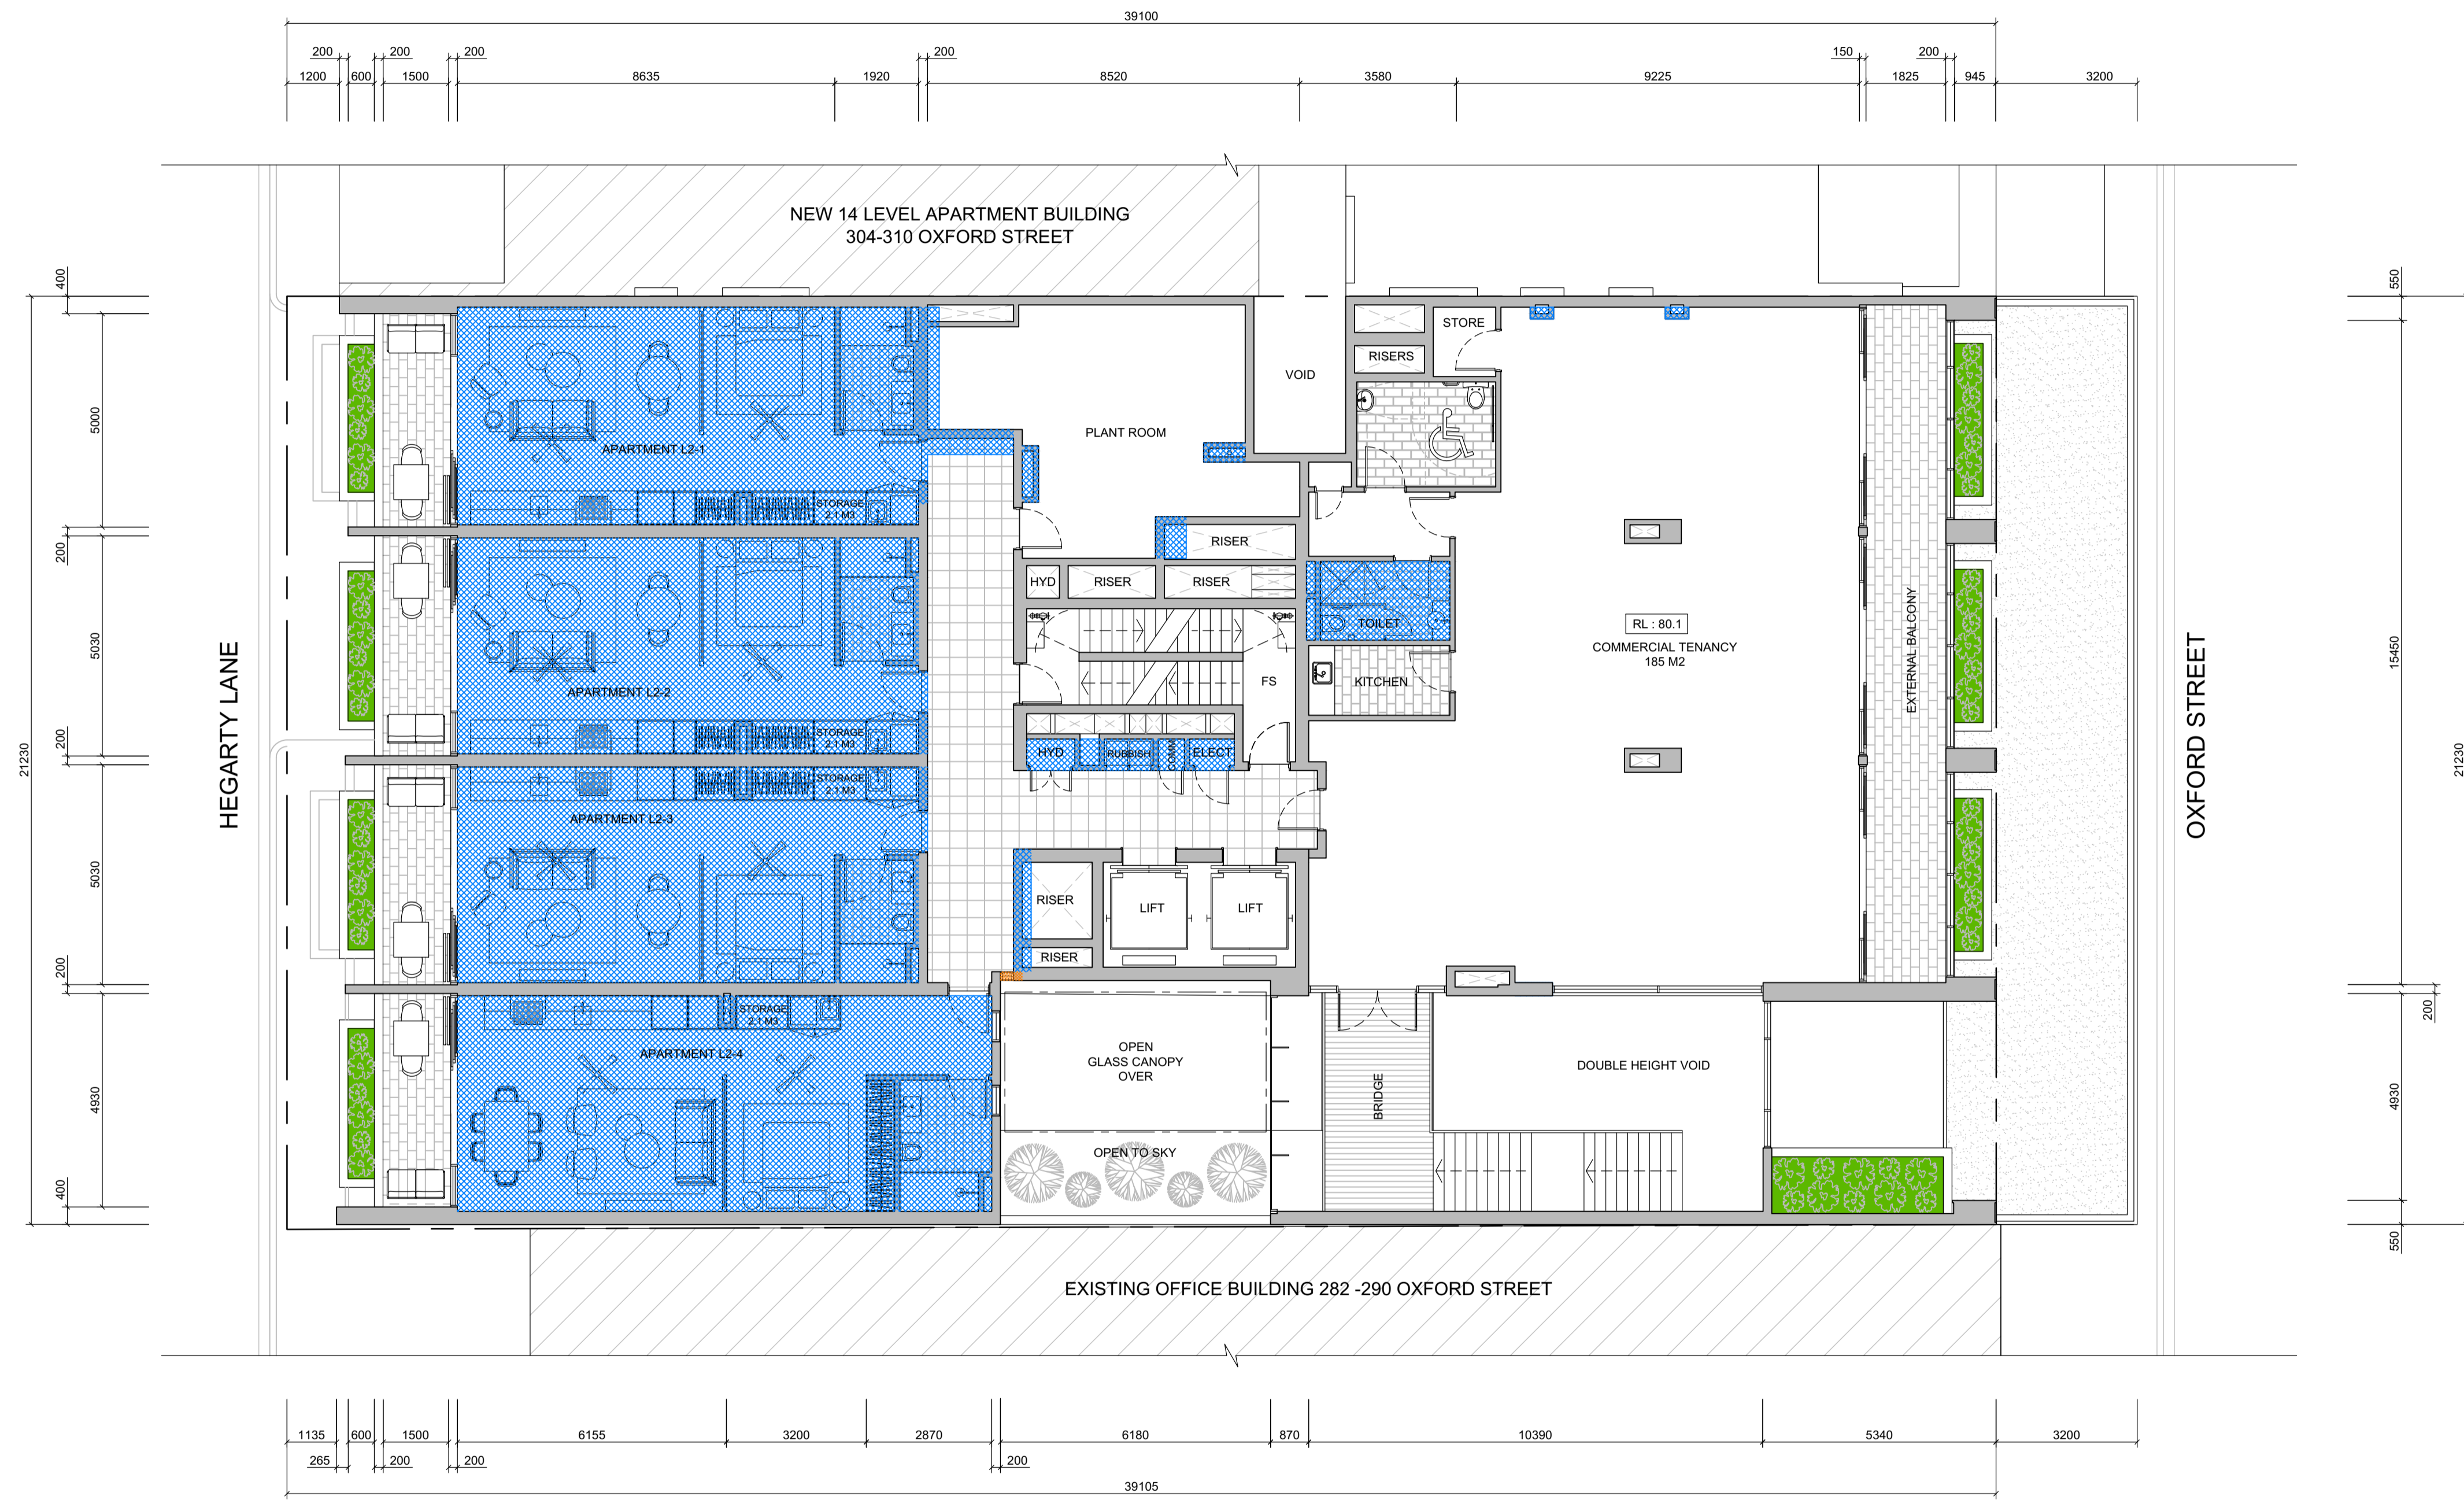 39100
200
200
200
200
150
200
1200
600
1500
8635
1920
8520
3580
9225
1825
945
3200
NEW 14 LEVEL APARTMENT BUILDING
304-310 OXFORD STREET
400
5000
200
5030
200
5030
200
4930
400
21230
HEGARTY LANE
APARTMENT L2-1
STORAGE
2.1 M3
APARTMENT L2-2
STORAGE
2.1 M3
STORAGE
2.1 M3
APARTMENT L2-3
STORAGE
2.1 M3
APARTMENT L2-4
PLANT ROOM
VOID
STORE
RISERS
RISER
HYD
RISER
RISER
TOILET
FS
KITCHEN
HYD
RUBBISH
COMM
ELECT
RISER
LIFT
LIFT
RISER
RL : 80.1
COMMERCIAL TENANCY
185 M2
EXTERNAL BALCONY
OPEN
GLASS CANOPY
OVER
OPEN TO SKY
BRIDGE
DOUBLE HEIGHT VOID
OXFORD STREET
550
15450
200
4930
550
21230
EXISTING OFFICE BUILDING 282 -290 OXFORD STREET
1135
600
1500
6155
3200
2870
6180
870
10390
5340
3200
265
200
200
200
39105